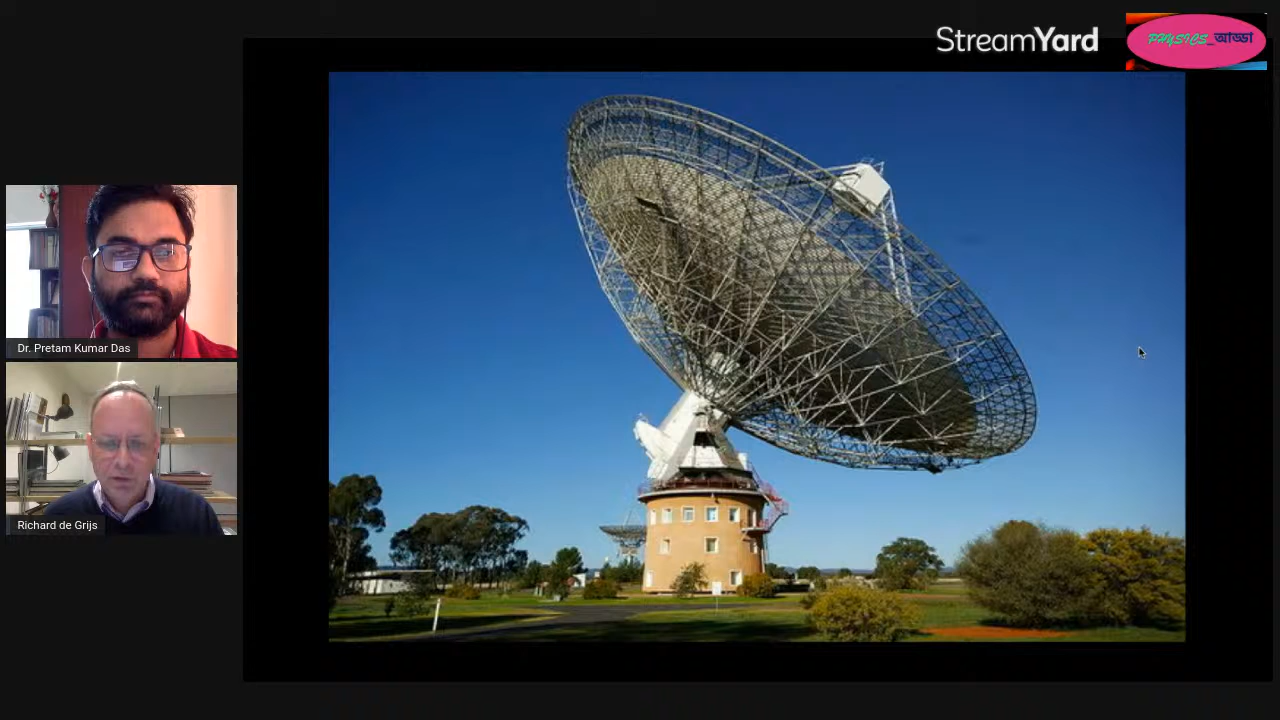 StreamYard
PHYSICS_আড্ডা
Dr. Pretam Kumar Das
Richard de Grijs